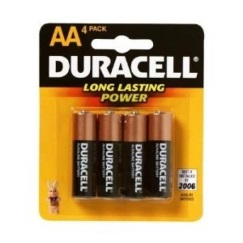 AA 4 PACK
DURACELL
LONG LASTING
POWER
2006